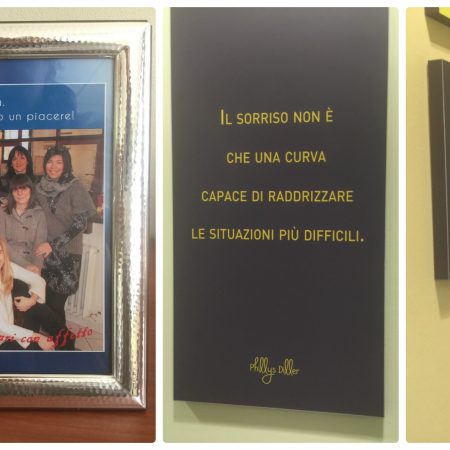 o un piacere!
con affetto
IL SORRISO NON È
CHE UNA CURVA
CAPACE DI RADDRIZZARE
LE SITUAZIONI PIÙ DIFFICILI.
Phillys Diller